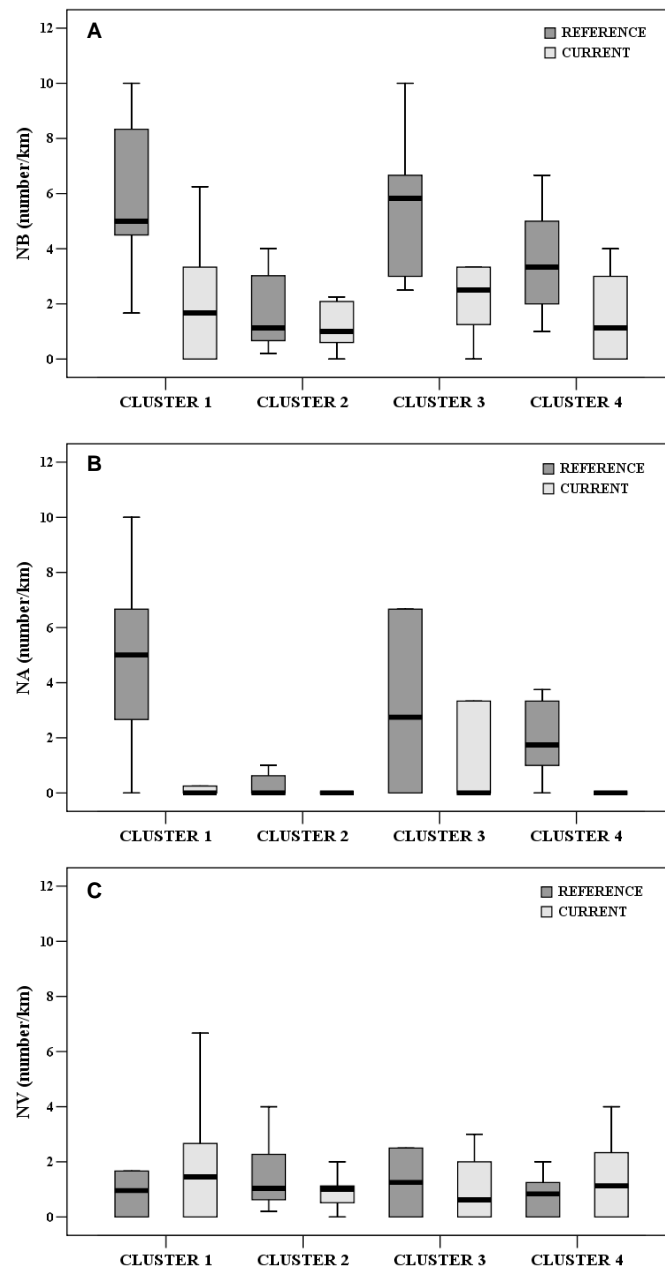 A
REFERENCE
CURRENT
12
10
8
6
4
2
0
NB (number/km)
CLUSTER 1 CLUSTER 2 CLUSTER 3 CLUSTER 4
B
REFERENCE
CURRENT
12
10
8
6
4
2
0
NA (number/km)
CLUSTER 1 CLUSTER 2 CLUSTER 3 CLUSTER 4
C
REFERENCE
CURRENT
12
10
8
6
4
2
0
NV (number/km)
CLUSTER 1 CLUSTER 2 CLUSTER 3 CLUSTER 4